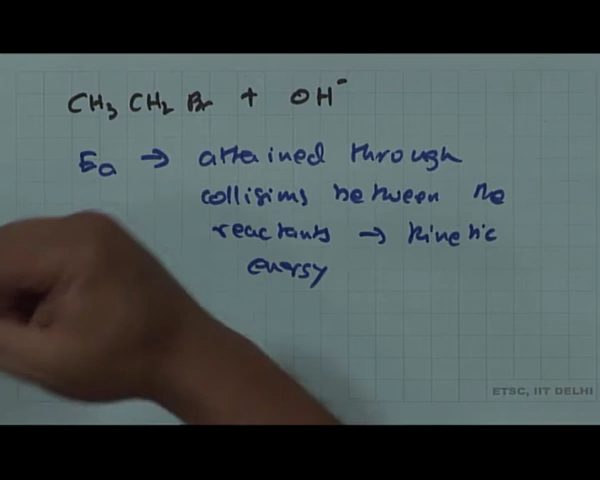 CH3 CH2 Br + OH-
Ea → attained through
collisions between the
reactants → kinetic
energy
ETSC, IIT DELHI